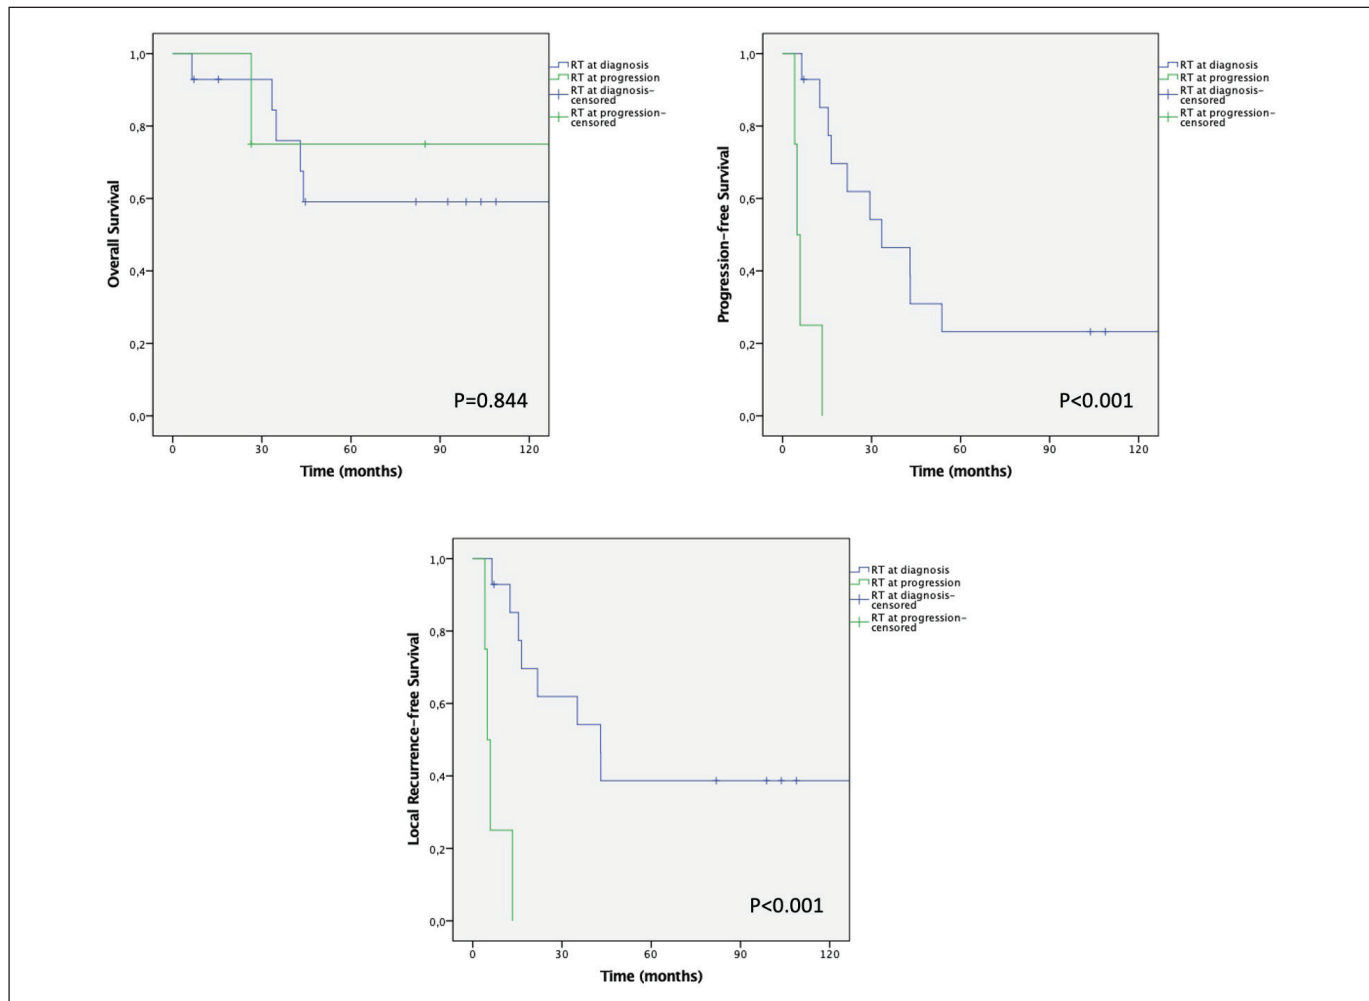 1,0
0,8
0,6
0,4
0,2
0,0
Overall Survival
0 30 60 90 120
Time (months)
P=0.844
RT at diagnosis
RT at progression
RT at diagnosis-
censored
RT at progression-
censored
1,0
0,8
0,6
0,4
0,2
0,0
Progression-free Survival
0 30 60 90 120
Time (months)
P<0.001
RT at diagnosis
RT at progression
RT at diagnosis-
censored
RT at progression-
censored
1,0
0,8
0,6
0,4
0,2
0,0
Local Recurrence-free Survival
0 30 60 90 120
Time (months)
P<0.001
RT at diagnosis
RT at progression
RT at diagnosis-
censored
RT at progression-
censored